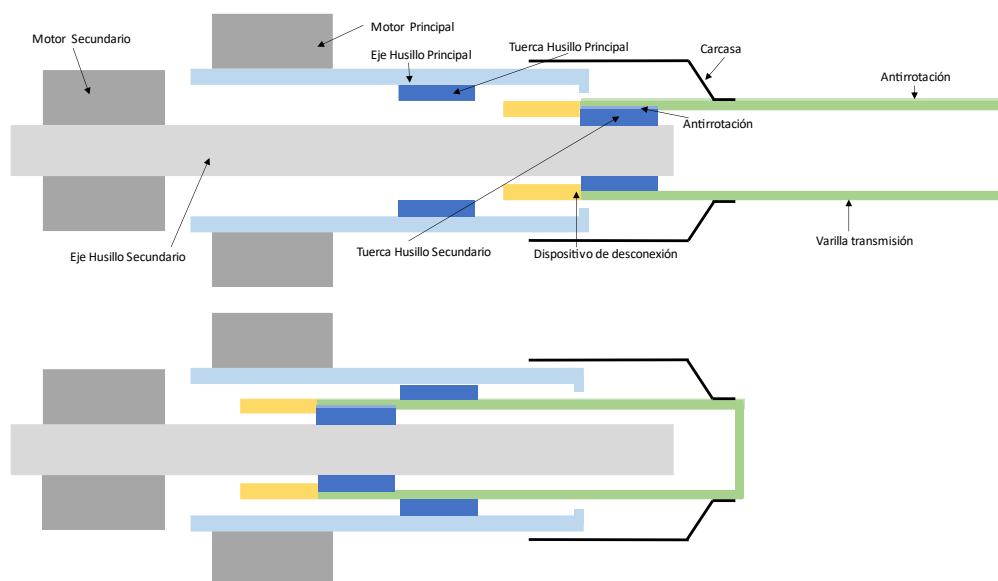 Motor Principal
Motor Secundario
Eje Husillo Principal
Tuerca Husillo Principal
Carcasa
Antirrotación
Antirrotación
Eje Husillo Secundario
Tuerca Husillo Secundario
Dispositivo de desconexión
Varilla transmisión